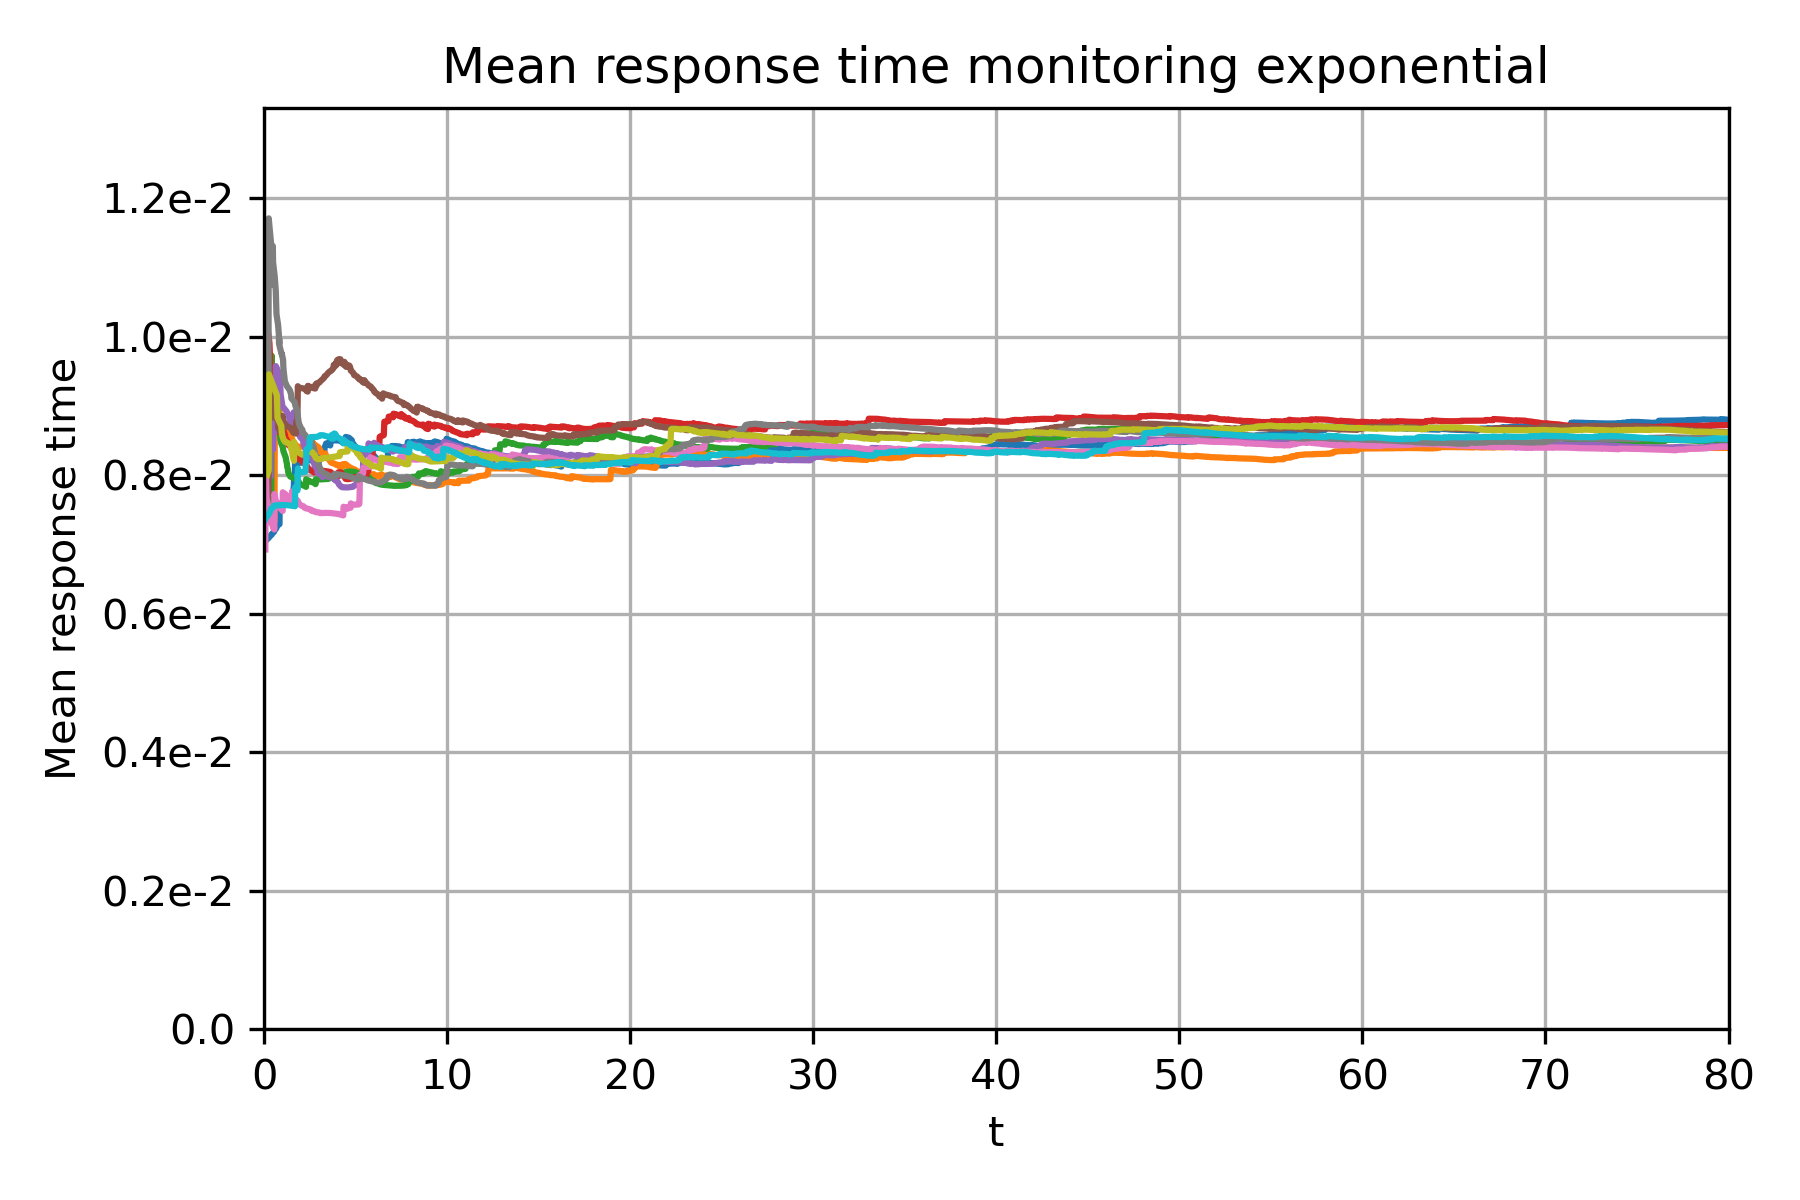 Mean response time monitoring exponential
1.2e-2
1.0e-2
0.8e-2
0.6e-2
0.4e-2
0.2e-2
0.0
Mean response time
0 10 20 30 40 50 60 70 80
t